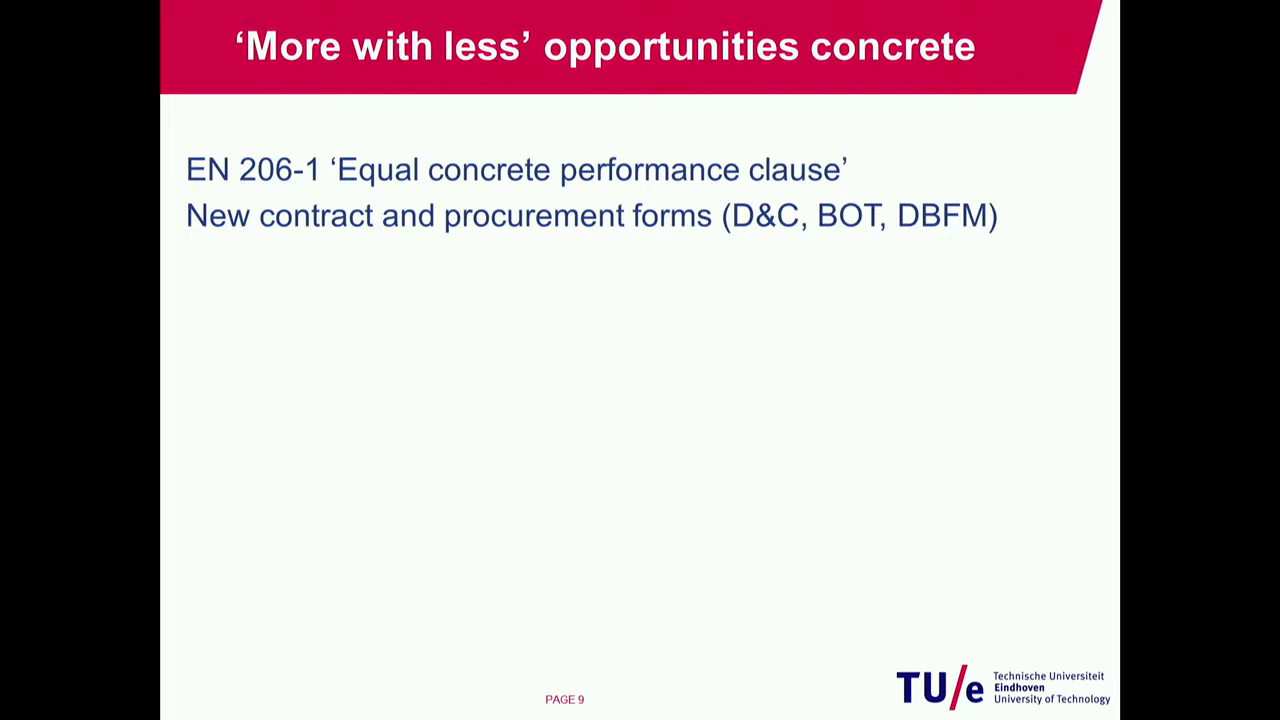 ‘More with less’ opportunities concrete
EN 206-1 ‘Equal concrete performance clause’
New contract and procurement forms (D&C, BOT, DBFM)
PAGE 9
TU/e
Technische Universiteit
Eindhoven
University of Technology